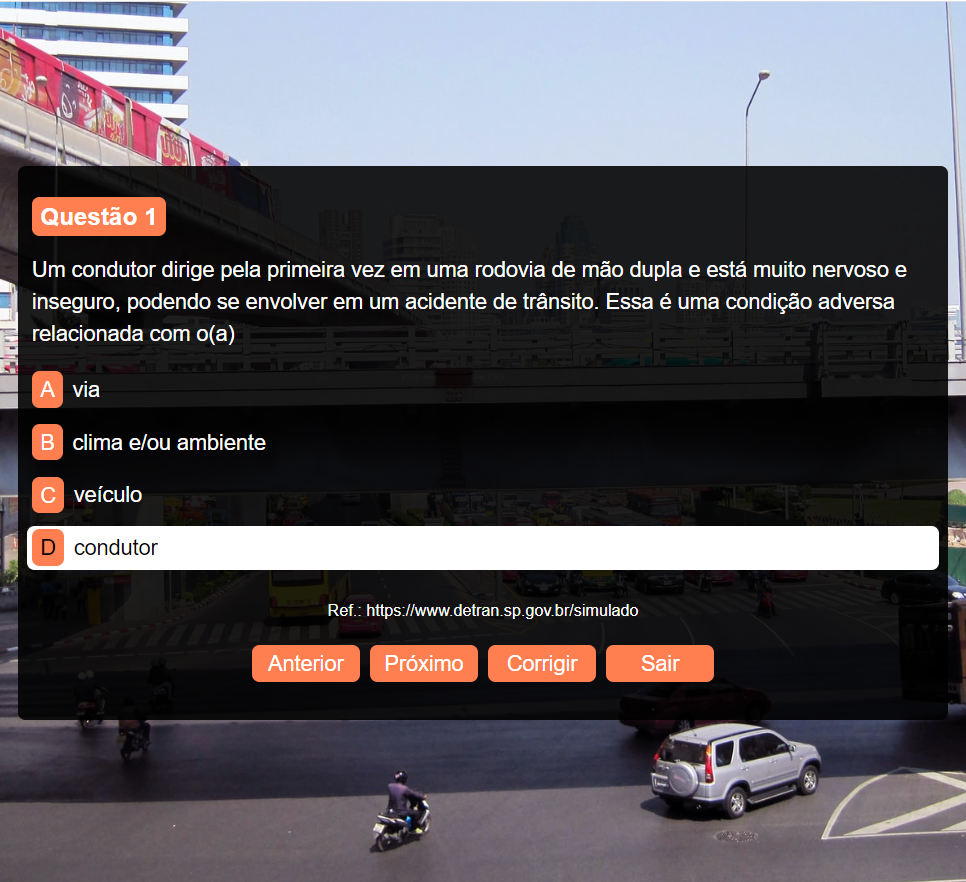 Questão 1
Um condutor dirige pela primeira vez em uma rodovia de mão dupla e está muito nervoso e
inseguro, podendo se envolver em um acidente de trânsito. Essa é uma condição adversa
relacionada com o(a)
A via
B clima e/ou ambiente
C veículo
D condutor
Ref.: https://www.detran.sp.gov.br/simulado
Anterior Próximo Corrigir Sair